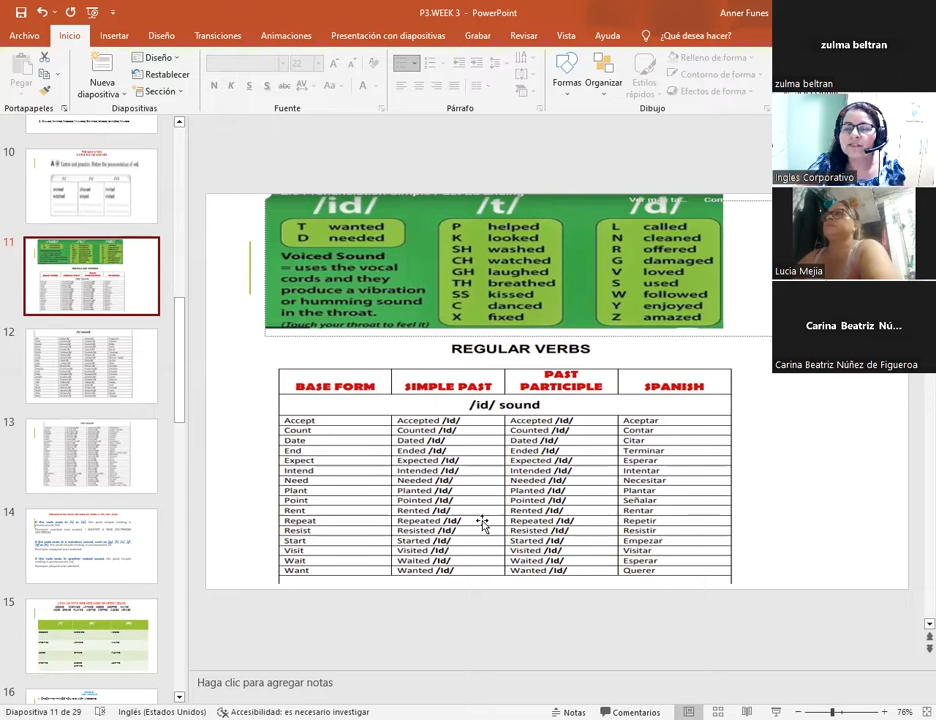 P3.WEEK 3 - PowerPoint
Anner Funes
Archivo Inicio Insertar Diseño Transiciones Animaciones Presentación con diapositivas Grabar Revisar Vista Ayuda ¿Qué desea hacer?
Pegar
Nueva diapositiva
Diseño
Restablecer
Sección
22
N K S S abc AV Aa A
Formas Organizar Estilos rápidos
Relleno de forma
Contorno de forma
Efectos de forma
Portapapeles Diapositivas Fuente Párrafo Dibujo
zulma beltran
zulma beltran
Ingles Corporativo
Lucia Mejia
Carina Beatriz Nú...
Carina Beatriz Núñez de Figueroa
10
11
12
13
14
15
16
/id/ /t/ /d/
T wanted
D needed
Voiced Sound
= uses the vocal
cords and they
produce a vibration
or humming sound
in the throat.
(Touch your throat to feel it)
P helped
K looked
SH washed
CH watched
GH laughed
TH breathed
SS kissed
C danced
X fixed
L called
N cleaned
R offered
G damaged
V loved
S used
W followed
Y enjoyed
Z amazed
REGULAR VERBS
BASE FORM SIMPLE PAST PAST PARTICIPLE SPANISH
/id/ sound
Accept Accepted /Id/ Accepted /Id/ Aceptar
Count Counted /Id/ Counted /Id/ Contar
Date Dated /Id/ Dated /Id/ Citar
End Ended /Id/ Ended /Id/ Terminar
Expect Expected /Id/ Expected /Id/ Esperar
Intend Intended /Id/ Intended /Id/ Intentar
Need Needed /Id/ Needed /Id/ Necesitar
Plant Planted /Id/ Planted /Id/ Plantar
Point Pointed /Id/ Pointed /Id/ Señalar
Rent Rented /Id/ Rented /Id/ Rentar
Repeat Repeated /Id/ Repeated /Id/ Repetir
Resist Resisted /Id/ Resisted /Id/ Resistir
Start Started /Id/ Started /Id/ Empezar
Visit Visited /Id/ Visited /Id/ Visitar
Wait Waited /Id/ Waited /Id/ Esperar
Want Wanted /Id/ Wanted /Id/ Querer
Haga clic para agregar notas
Diapositiva 11 de 29 Inglés (Estados Unidos) Accesibilidad: es necesario investigar Notas Comentarios 76%